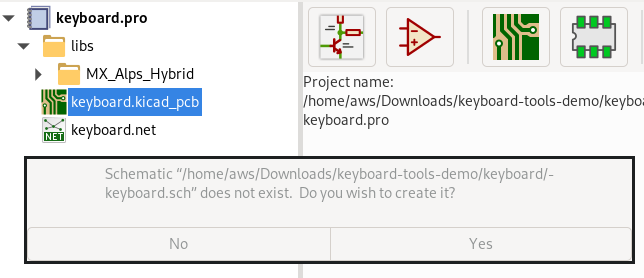 keyboard.pro
libs
MX_Alps_Hybrid
keyboard.kicad_pcb
NET
keyboard.net
Project name:
/home/aws/Downloads/keyboard-tools-demo/keyboa
keyboard.pro
Schematic “/home/aws/Downloads/keyboard-tools-demo/keyboard/-
keyboard.sch” does not exist.  Do you wish to create it?
No
Yes